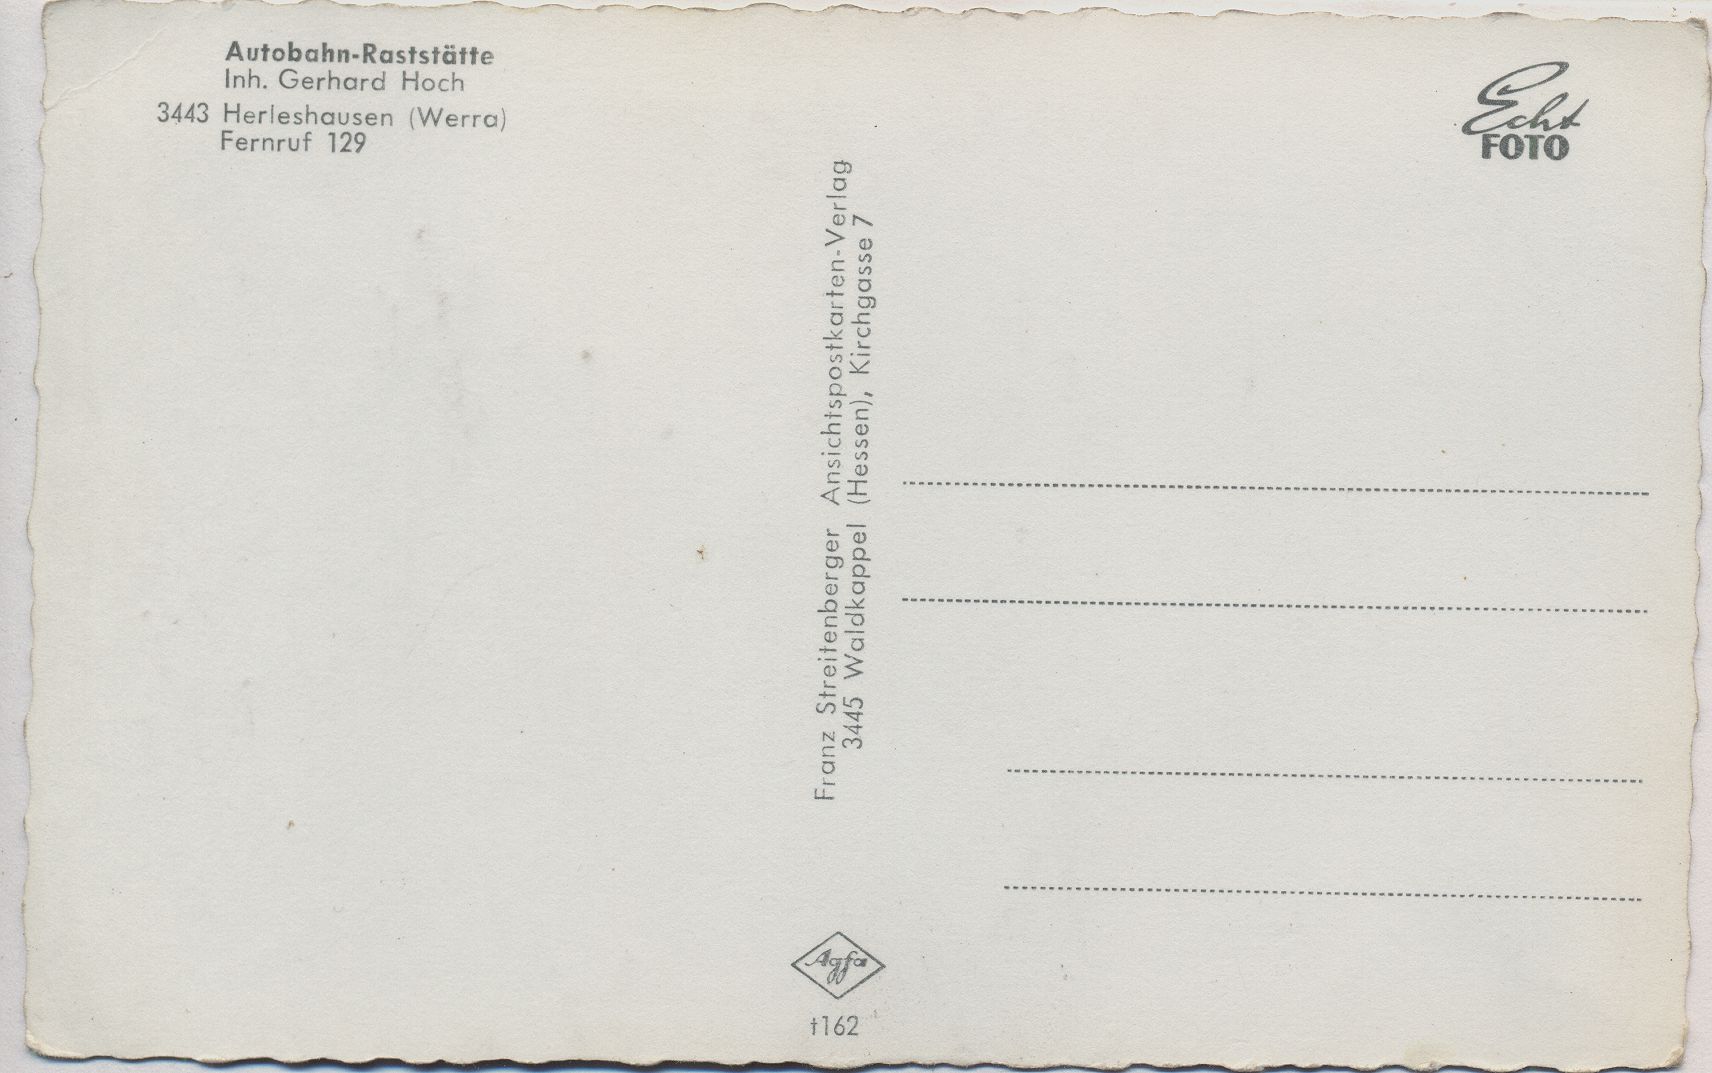 Autobahn-Raststätte
Inh. Gerhard Hoch
3443 Herleshausen (Werra)
Fernruf 129
Echt
FOTO
Franz Streitenberger Ansichtspostkarten-Verlag
3445 Waldkappel (Hessen), Kirchgasse 7
Agfa
t162